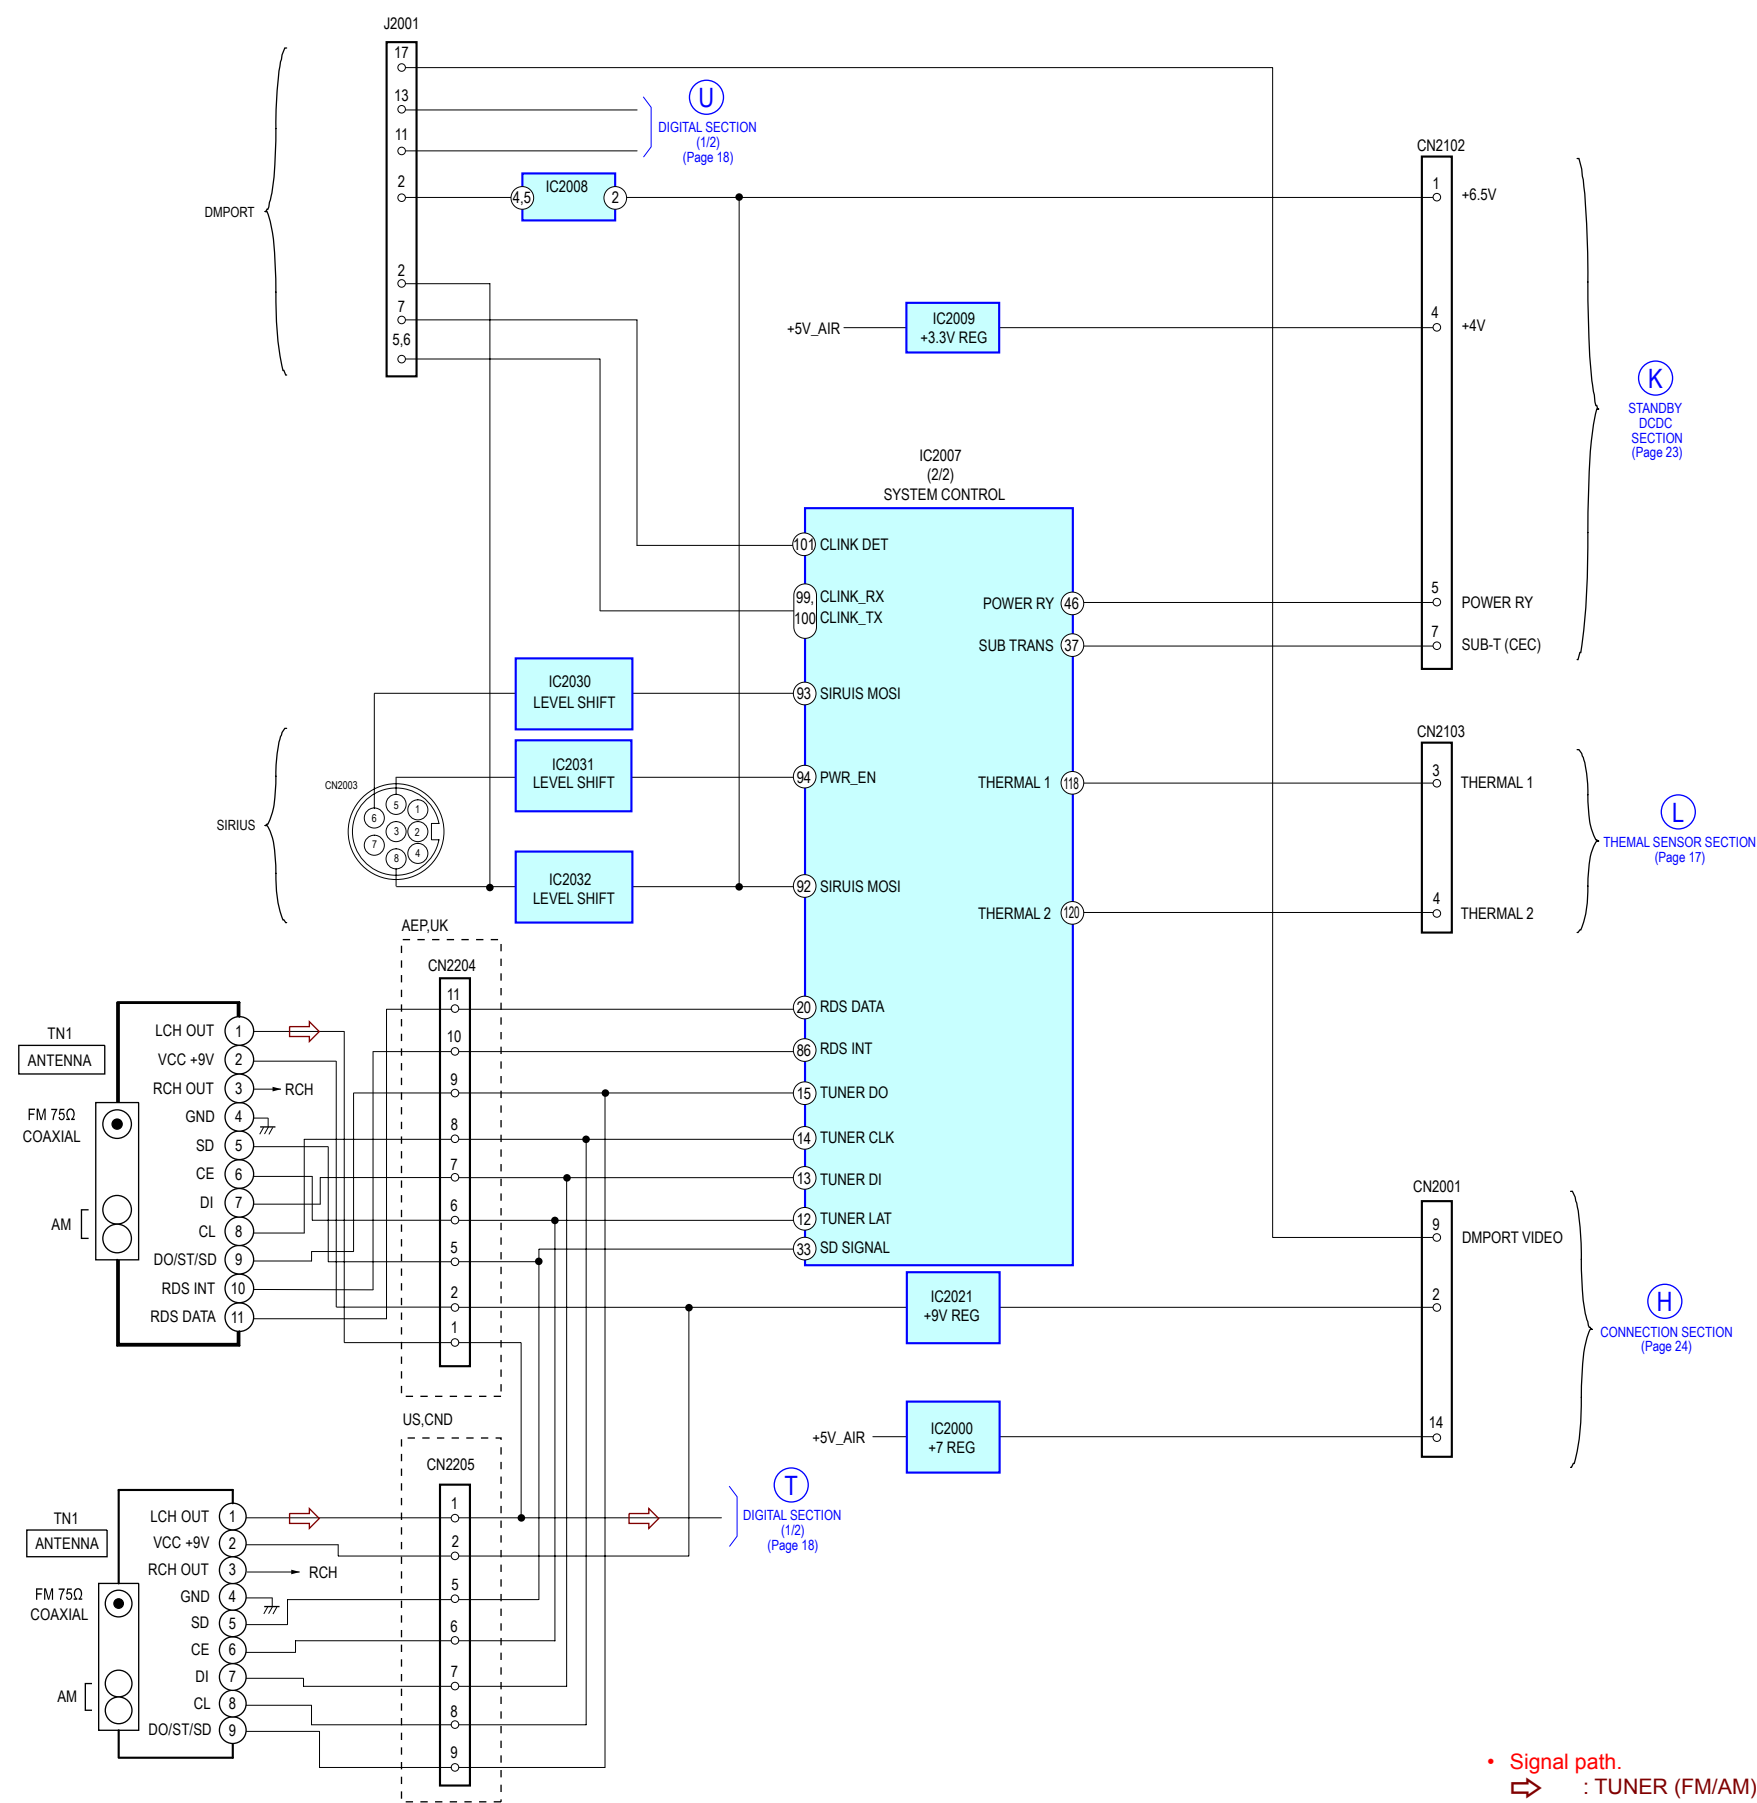 J2001
17
13
11
2
2
7
5,6
DMPORT
U
DIGITAL SECTION
(1/2)
(Page 18)
4,5
IC2008
2
CN2102
1
+6.5V
4
+4V
5
POWER RY
7
SUB-T (CEC)
+5V_AIR
IC2009
+3.3V REG
K
STANDBY
DCDC
SECTION
(Page 23)
IC2007
(2/2)
SYSTEM CONTROL
101 CLINK DET
99, CLINK_RX
100 CLINK_TX
93 SIRUIS MOSI
94 PWR_EN
92 SIRUIS MOSI
20 RDS DATA
86 RDS INT
15 TUNER DO
14 TUNER CLK
13 TUNER DI
12 TUNER LAT
33 SD SIGNAL
POWER RY 46
SUB TRANS 37
THERMAL 1 118
THERMAL 2 120
IC2030
LEVEL SHIFT
IC2031
LEVEL SHIFT
IC2032
LEVEL SHIFT
SIRIUS
CN2003
5
1
6
3
2
7
8
4
CN2103
3
THERMAL 1
4
THERMAL 2
L
THEMAL SENSOR SECTION
(Page 17)
AEP,UK
CN2204
11
10
9
8
7
6
5
2
1
TN1
ANTENNA
FM 75Ω
COAXIAL
AM
LCH OUT 1
VCC +9V 2
RCH OUT 3 RCH
GND 4
SD 5
CE 6
DI 7
CL 8
DO/ST/SD 9
RDS INT 10
RDS DATA 11
CN2001
9
DMPORT VIDEO
2
14
H
CONNECTION SECTION
(Page 24)
IC2021
+9V REG
+5V_AIR
IC2000
+7 REG
US,CND
CN2205
1
2
5
6
7
8
9
T
DIGITAL SECTION
(1/2)
(Page 18)
TN1
ANTENNA
FM 75Ω
COAXIAL
AM
LCH OUT 1
VCC +9V 2
RCH OUT 3 RCH
GND 4
SD 5
CE 6
DI 7
CL 8
DO/ST/SD 9
• Signal path.
: TUNER (FM/AM)